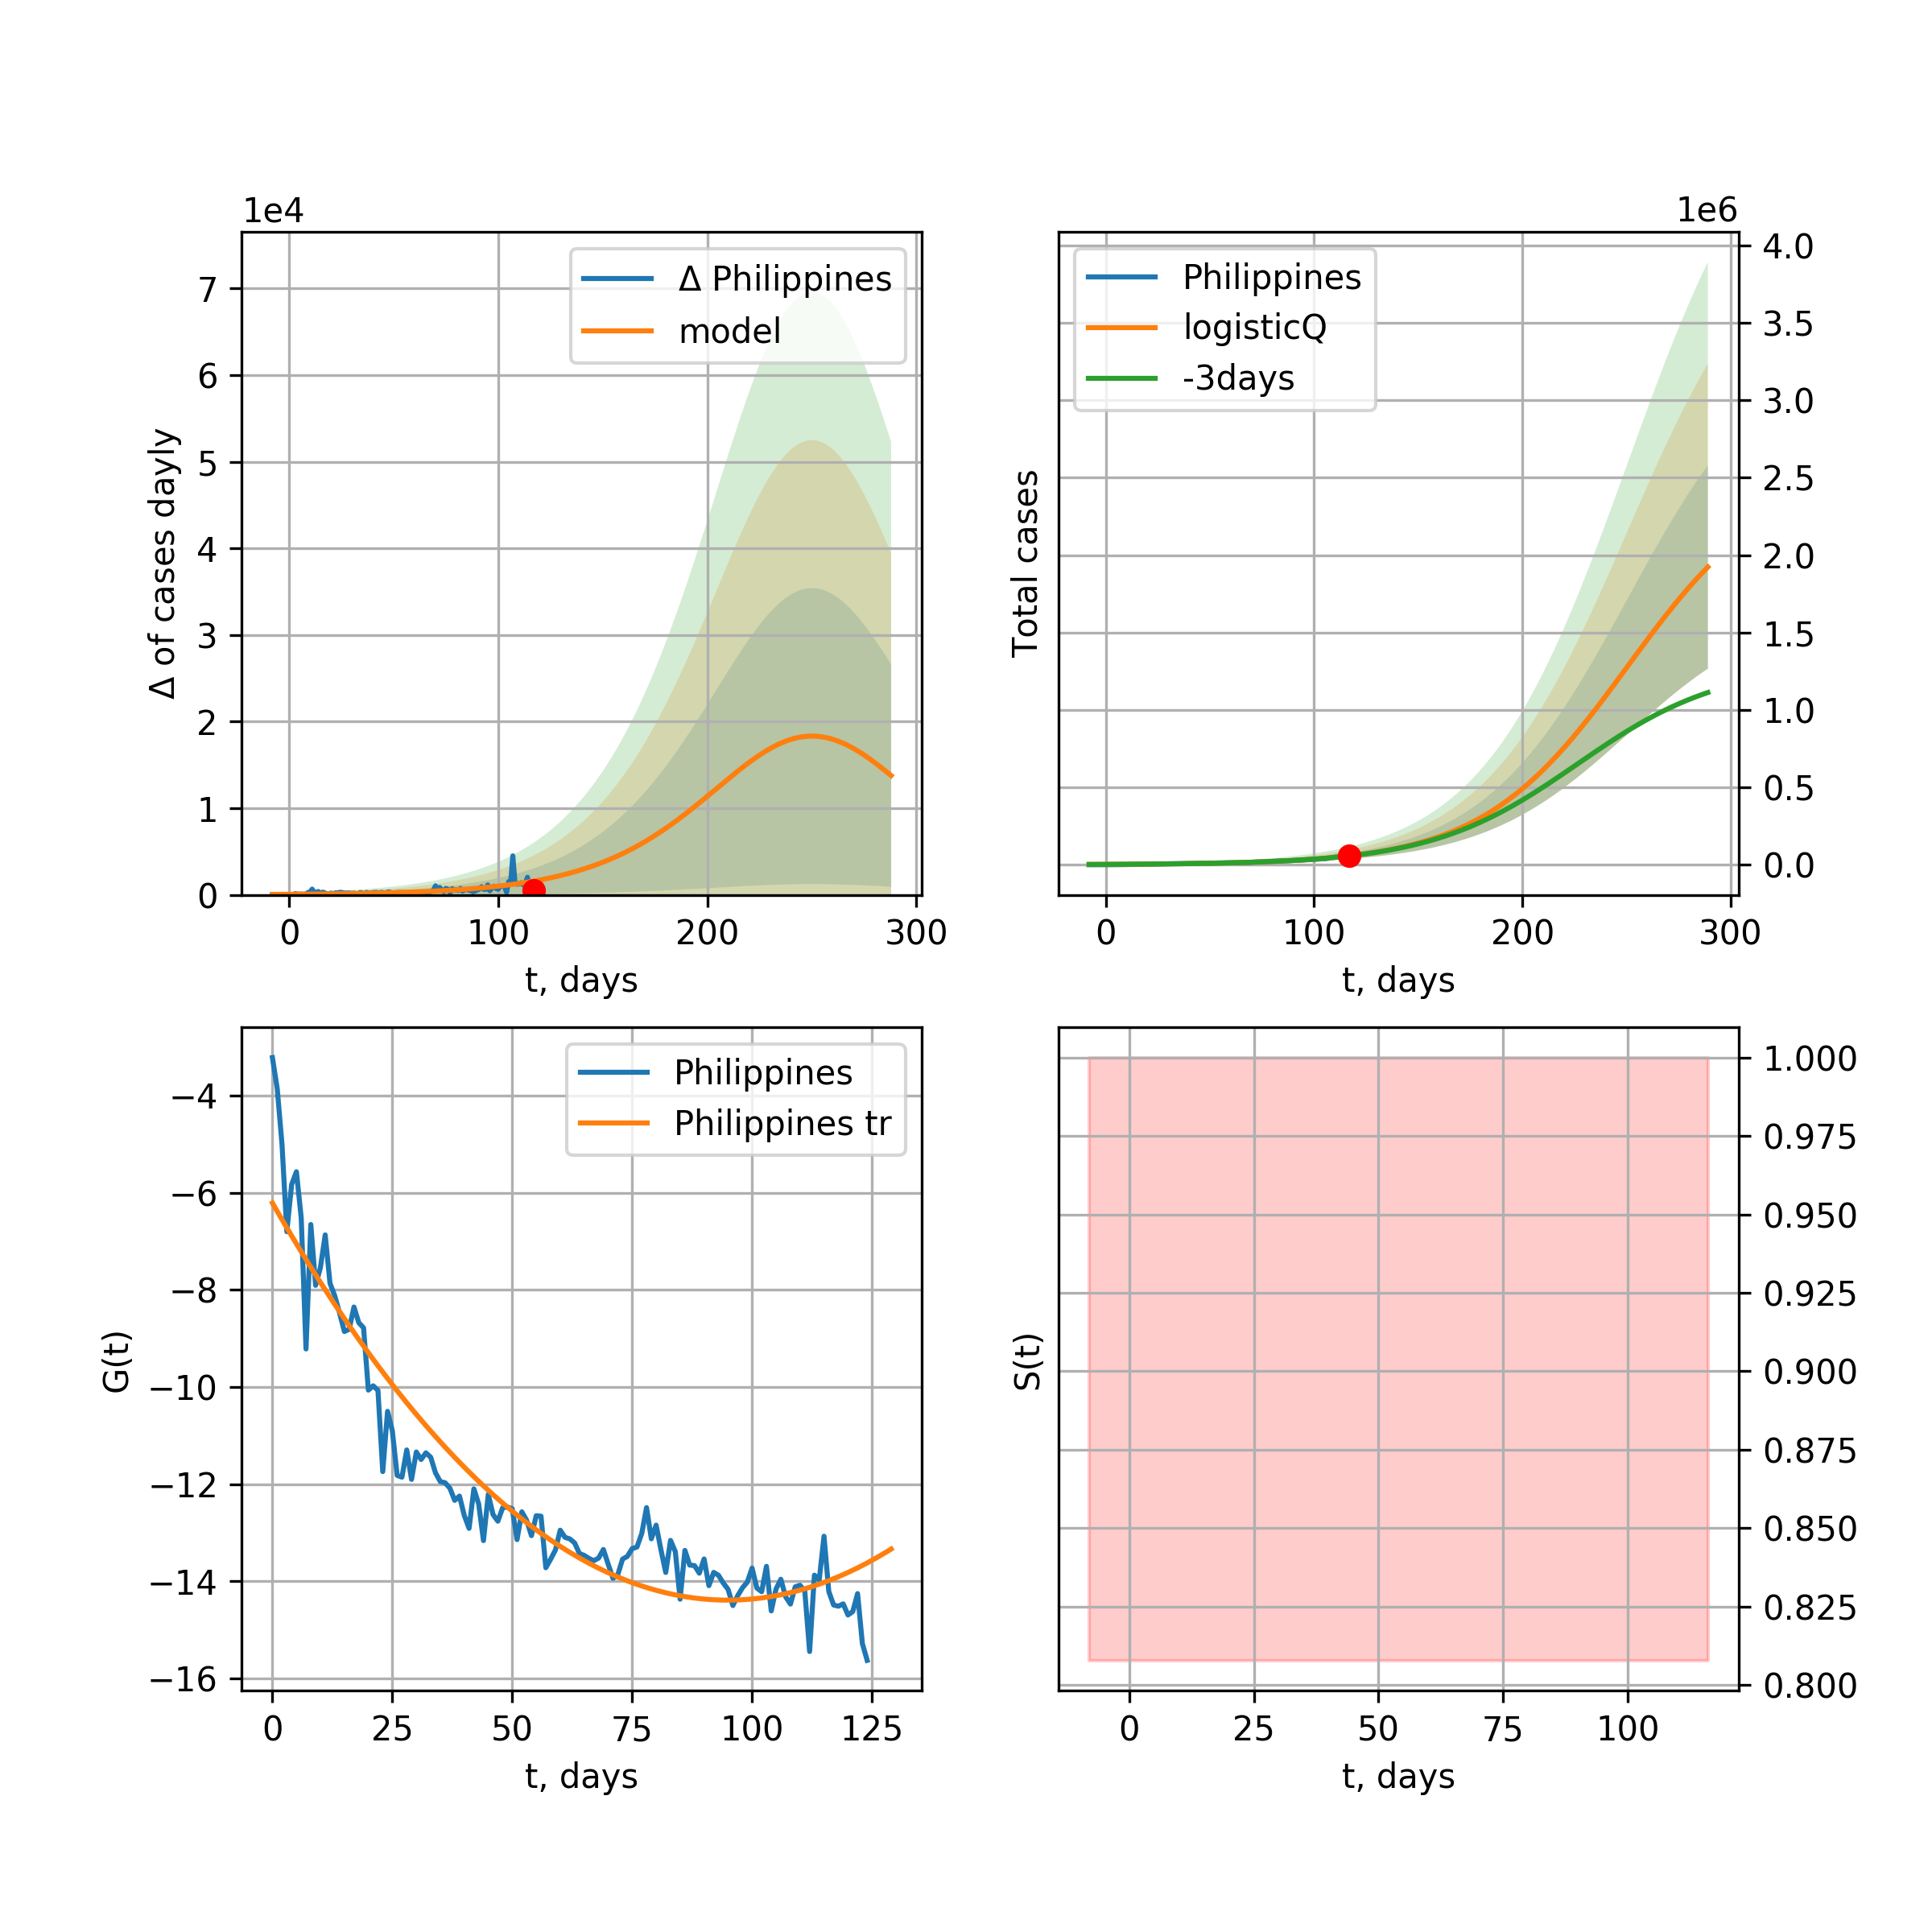 1e4
Δ of cases dayly
7
6
5
4
3
2
1
0
0 100 200 300
t, days
Δ Philippines
model
1e6
Total cases
4.0
3.5
3.0
2.5
2.0
1.5
1.0
0.5
0.0
0 100 200 300
t, days
Philippines
logisticQ
-3days
G(t)
−4
−6
−8
−10
−12
−14
−16
0 25 50 75 100 125
t, days
Philippines
Philippines tr
S(t)
1.000
0.975
0.950
0.925
0.900
0.875
0.850
0.825
0.800
0 25 50 75 100
t, days